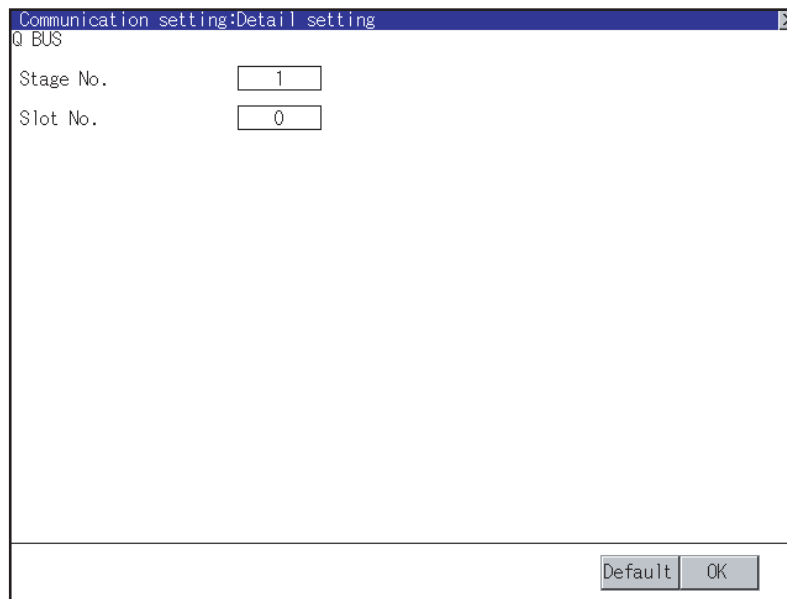 Communication setting:Detail setting
Q BUS
Stage No. 1
Slot No. 0
Default OK